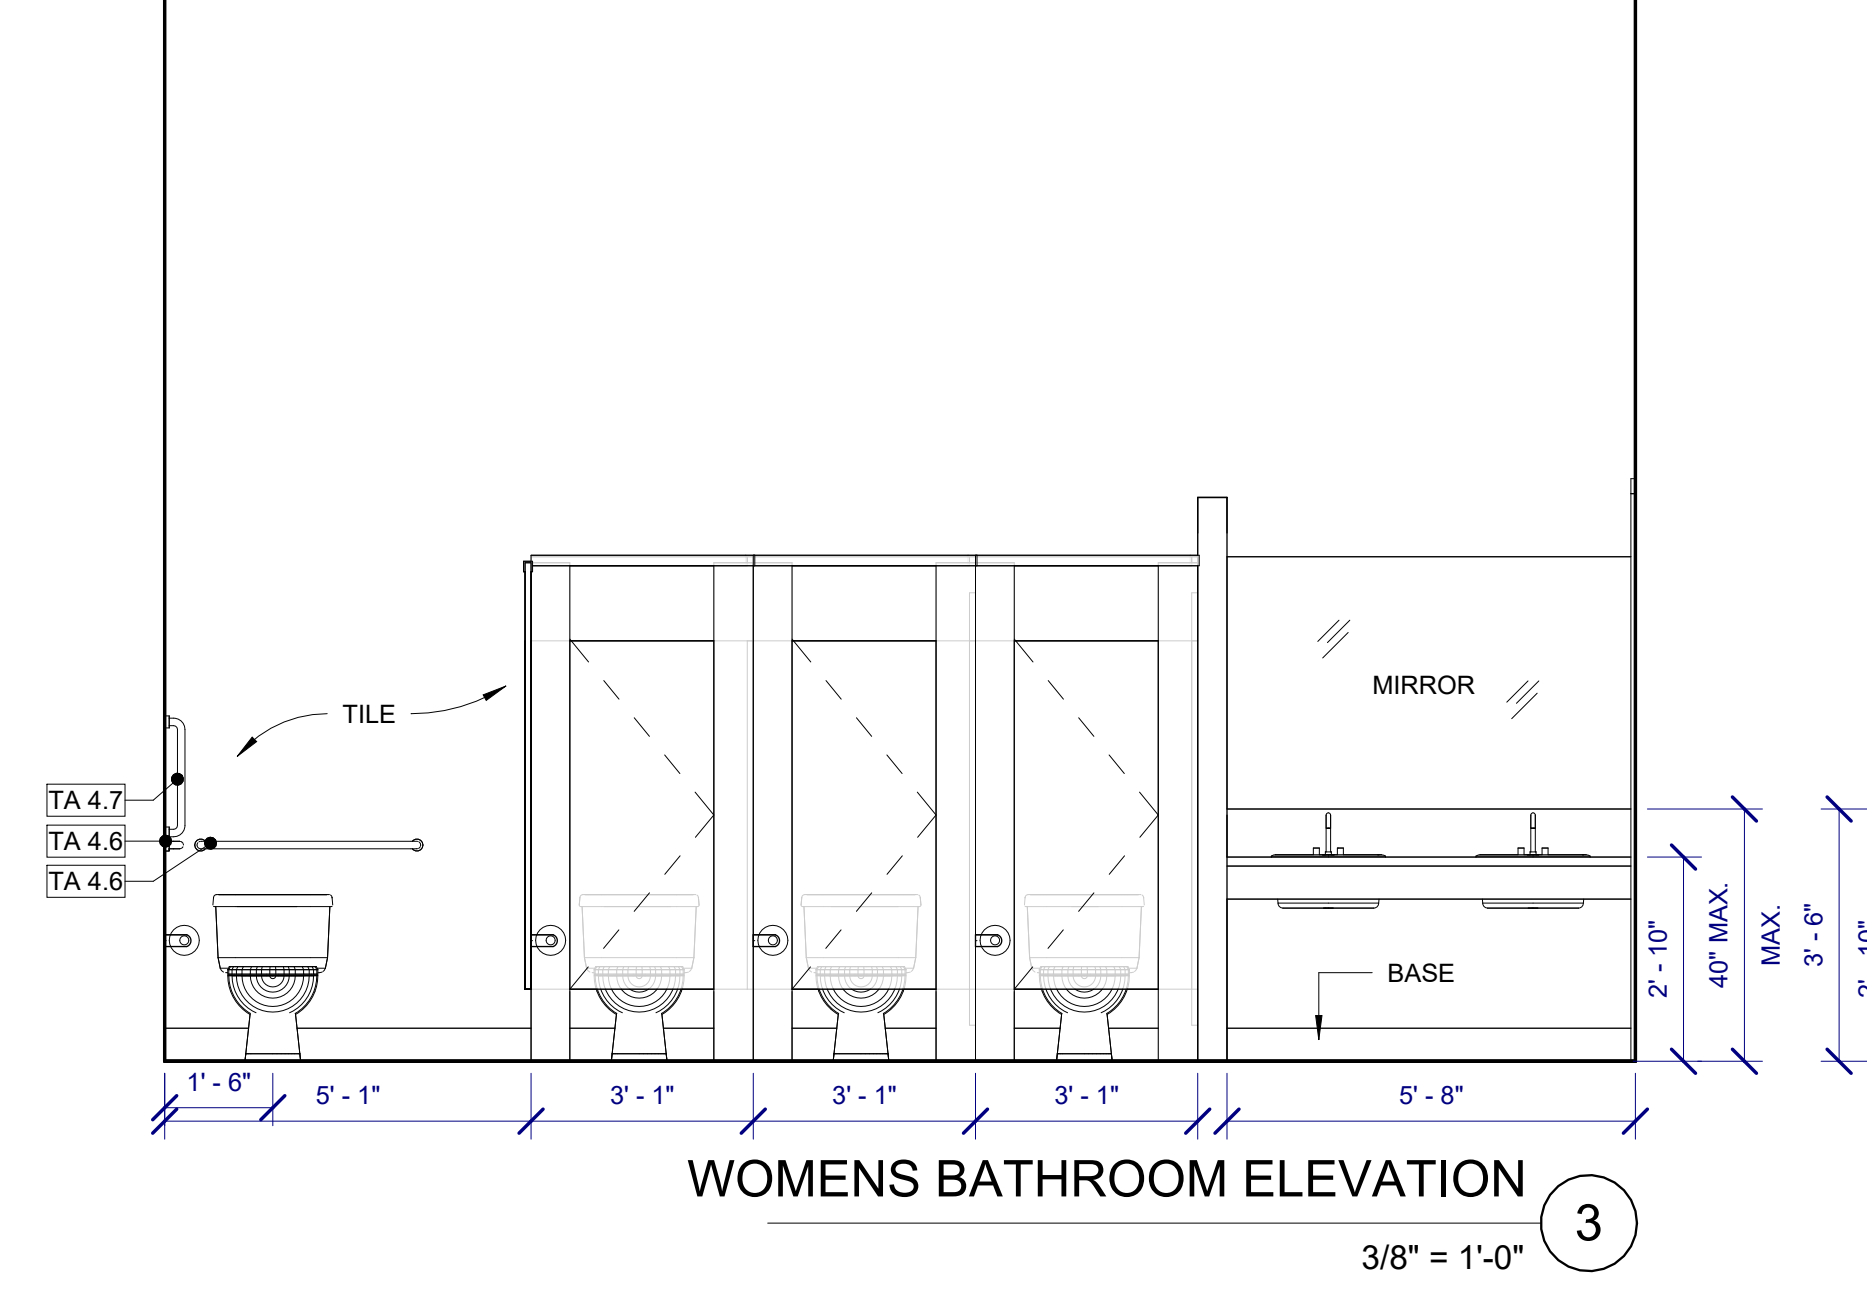 TILE
MIRROR
TA 4.7
TA 4.6
TA 4.6
BASE
2' - 10"
40" MAX.
MAX.
3' - 6"
2' - 10"
1' - 6"
5' - 1"
3' - 1"
3' - 1"
3' - 1"
5' - 8"
WOMENS BATHROOM ELEVATION
3
3/8" = 1'-0"